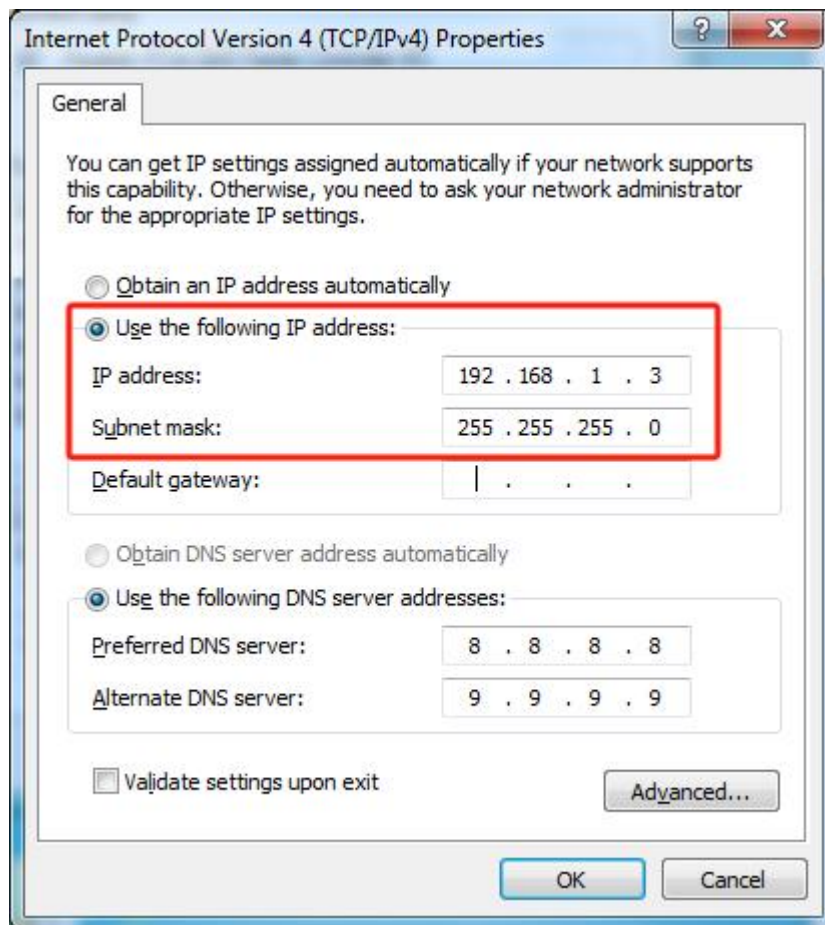 Internet Protocol Version 4 (TCP/IPv4) Properties
General
You can get IP settings assigned automatically if your network supports
this capability. Otherwise, you need to ask your network administrator
for the appropriate IP settings.
Obtain an IP address automatically
Use the following IP address:
IP address: 192 . 168 . 1 . 3
Subnet mask: 255 . 255 . 255 . 0
Default gateway: . . .
Obtain DNS server address automatically
Use the following DNS server addresses:
Preferred DNS server: 8 . 8 . 8 . 8
Alternate DNS server: 9 . 9 . 9 . 9
Validate settings upon exit
Advanced...
OK Cancel